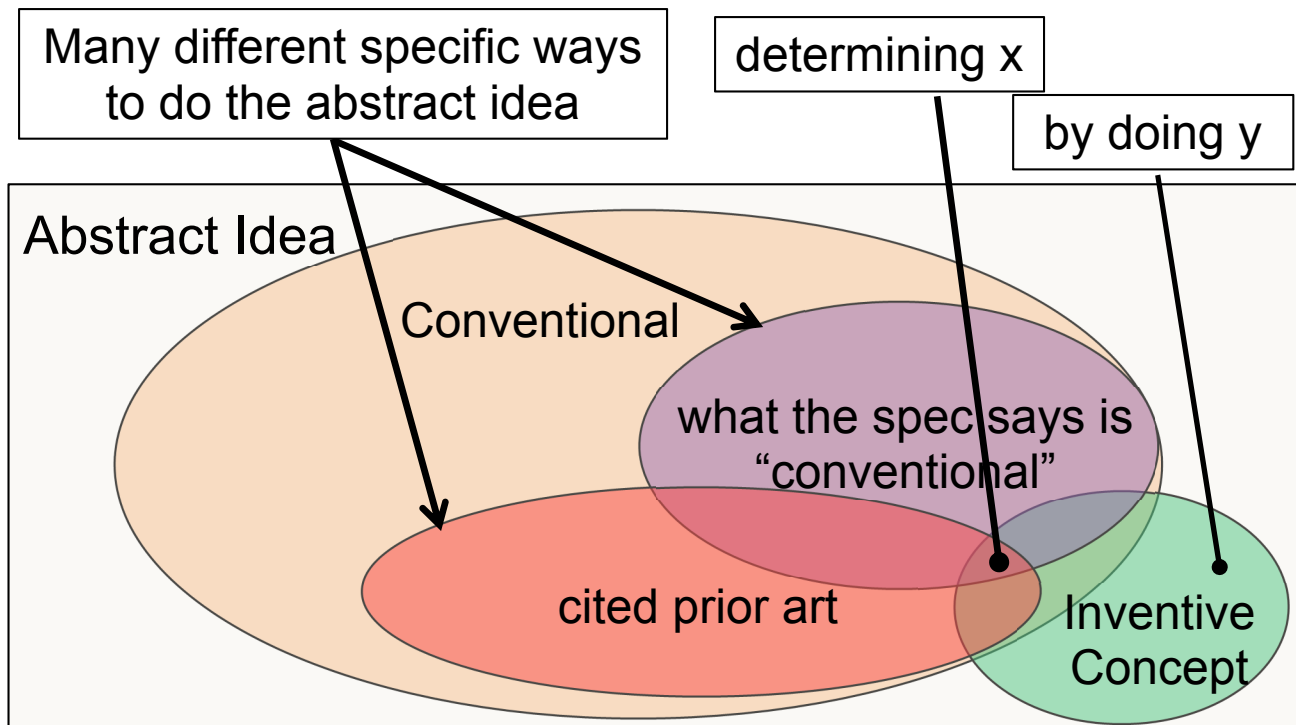 Many different specific ways
to do the abstract idea
determining x
by doing y
Abstract Idea
Conventional
what the spec says is
“conventional”
cited prior art
Inventive
Concept